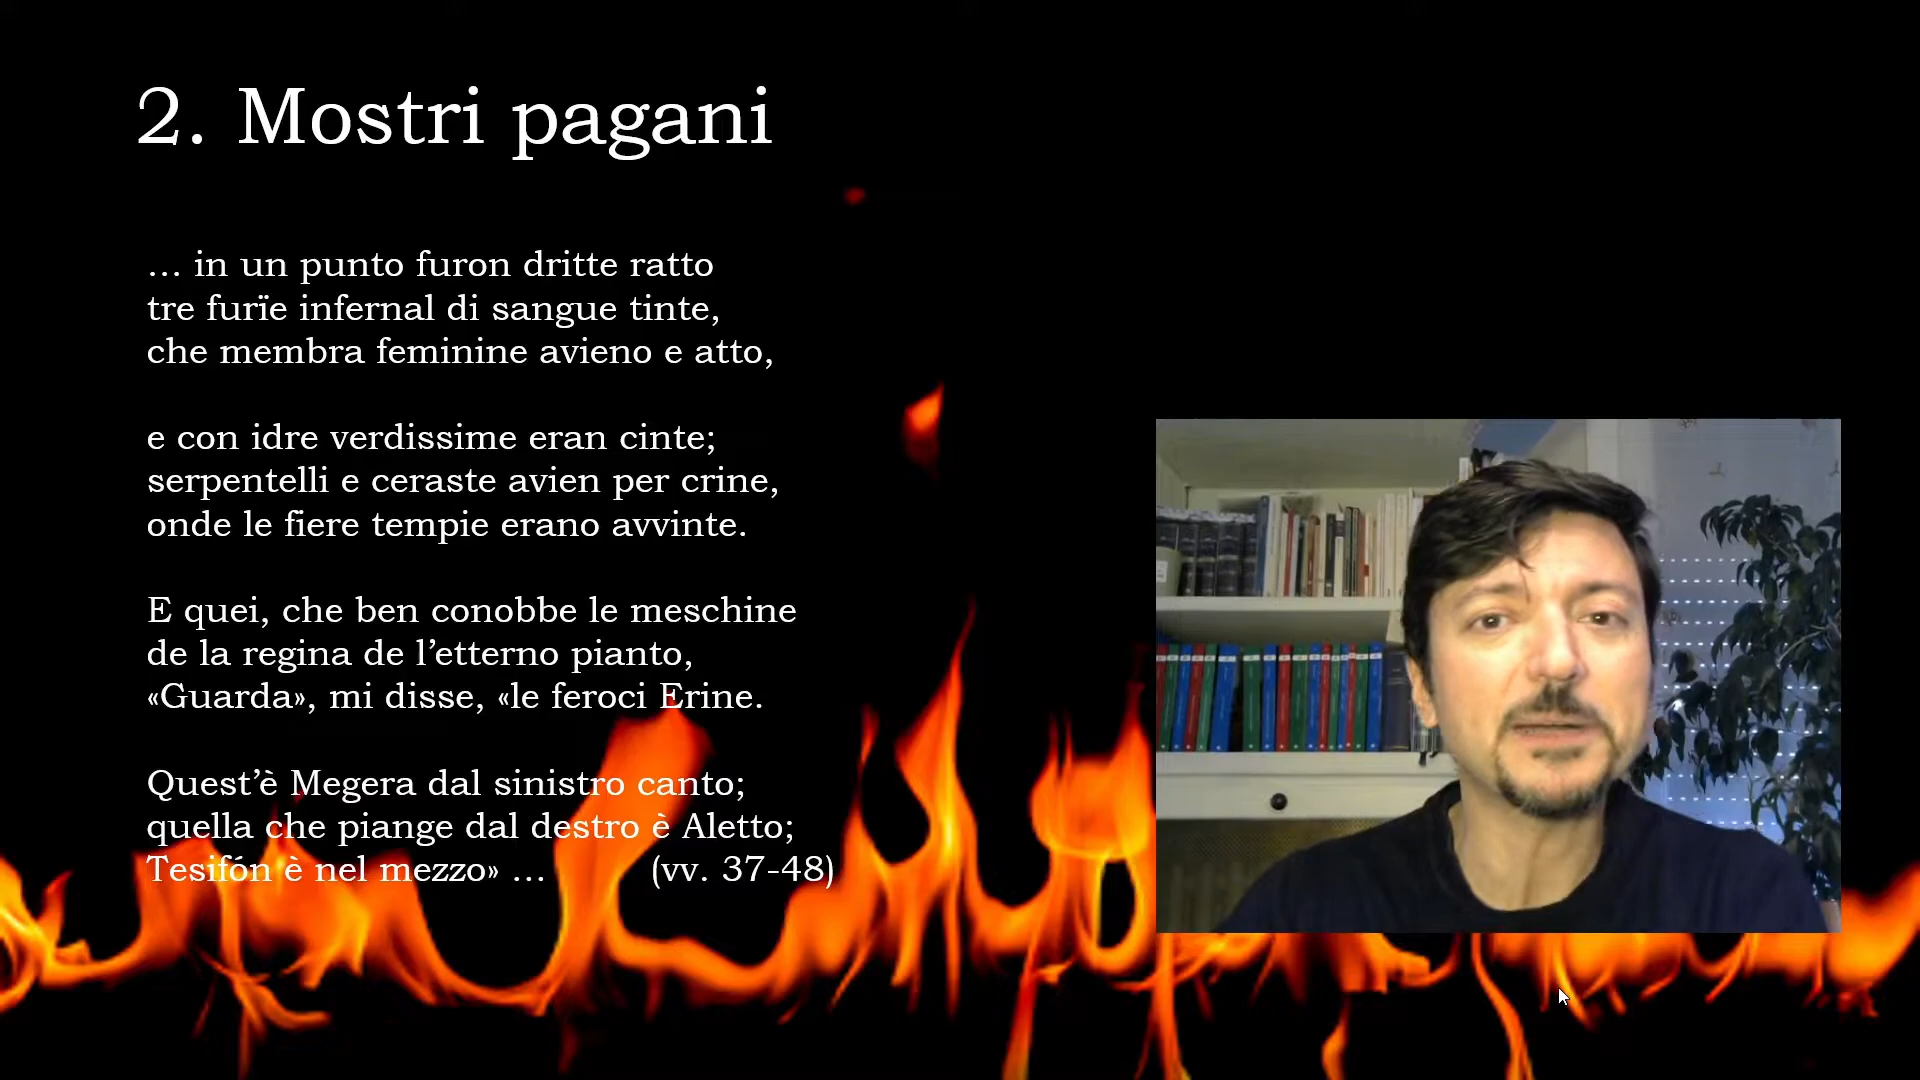 2. Mostri pagani
… in un punto furon dritte ratto
tre furïe infernal di sangue tinte,
che membra feminine avieno e atto,
e con idre verdissime eran cinte;
serpentelli e ceraste avien per crine,
onde le fiere tempie erano avvinte.
E quei, che ben conobbe le meschine
de la regina de l’etterno pianto,
«Guarda», mi disse, «le feroci Erine.
Quest’è Megera dal sinistro canto;
quella che piange dal destro è Aletto;
Tesifón è nel mezzo» … (vv. 37-48)